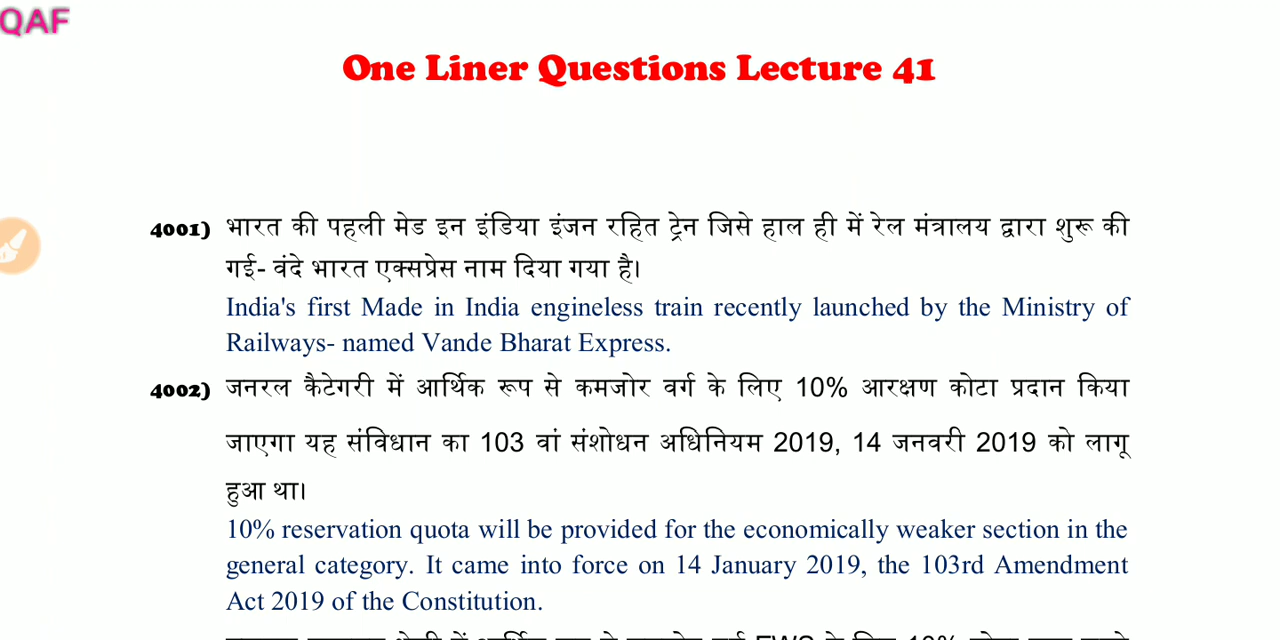 QAF
One Liner Questions Lecture 41
4001) भारत की पहली मेड इन इंडिया इंजन रहित ट्रेन जिसे हाल ही में रेल मंत्रालय द्वारा शुरू की
गई- वंदे भारत एक्सप्रेस नाम दिया गया है।
India's first Made in India engineless train recently launched by the Ministry of
Railways- named Vande Bharat Express.
4002) जनरल कैटेगरी में आर्थिक रूप से कमजोर वर्ग के लिए 10% आरक्षण कोटा प्रदान किया
जाएगा यह संविधान का 103 वां संशोधन अधिनियम 2019, 14 जनवरी 2019 को लागू
हुआ था।
10% reservation quota will be provided for the economically weaker section in the
general category. It came into force on 14 January 2019, the 103rd Amendment
Act 2019 of the Constitution.